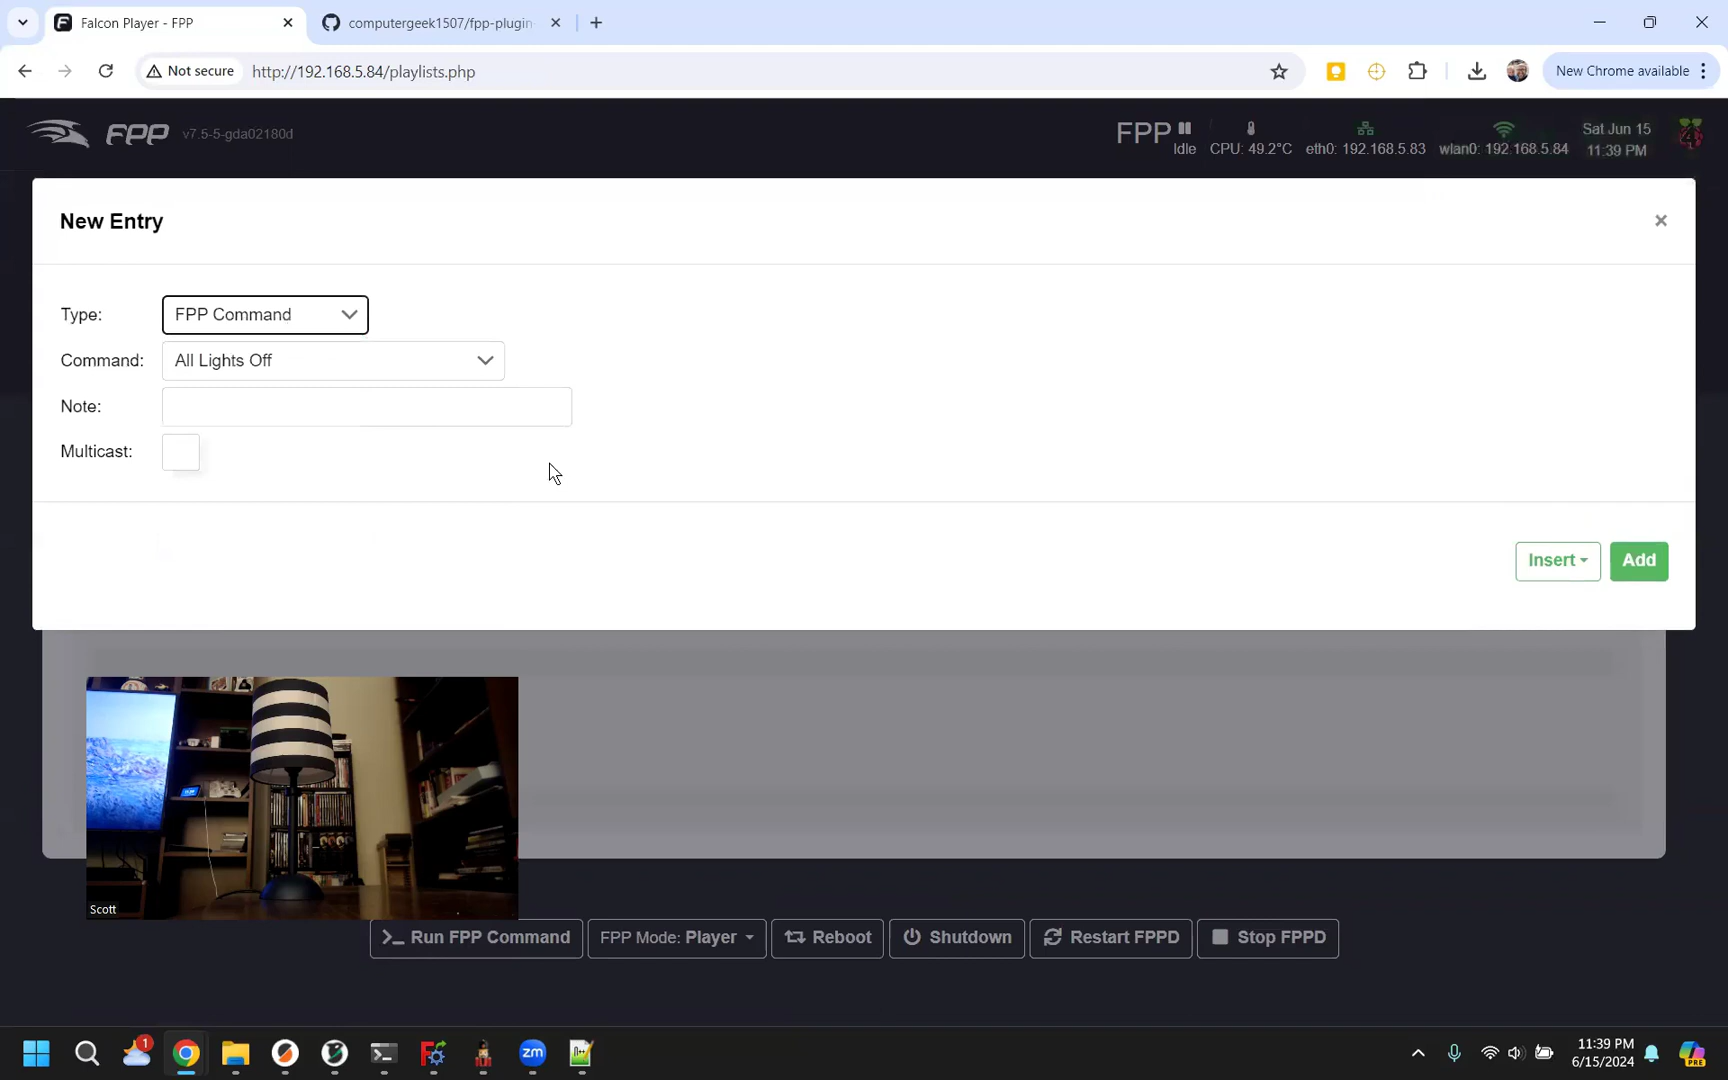 Falcon Player - FPP
computergeek1507/fpp-plugin-
Not secure
http://192.168.5.84/playlists.php
New Chrome available
FPP
v7.5-5-gda02180d
FPP
Idle
CPU: 49.2°C
eth0: 192.168.5.83
wlan0: 192.168.5.84
Sat Jun 15
11:39 PM
New Entry
Type:
FPP Command
Command:
All Lights Off
Note:
Multicast:
Insert
Add
Scott
Run FPP Command
FPP Mode: Player
Reboot
Shutdown
Restart FPPD
Stop FPPD
1
zm
11:39 PM
6/15/2024
PRE